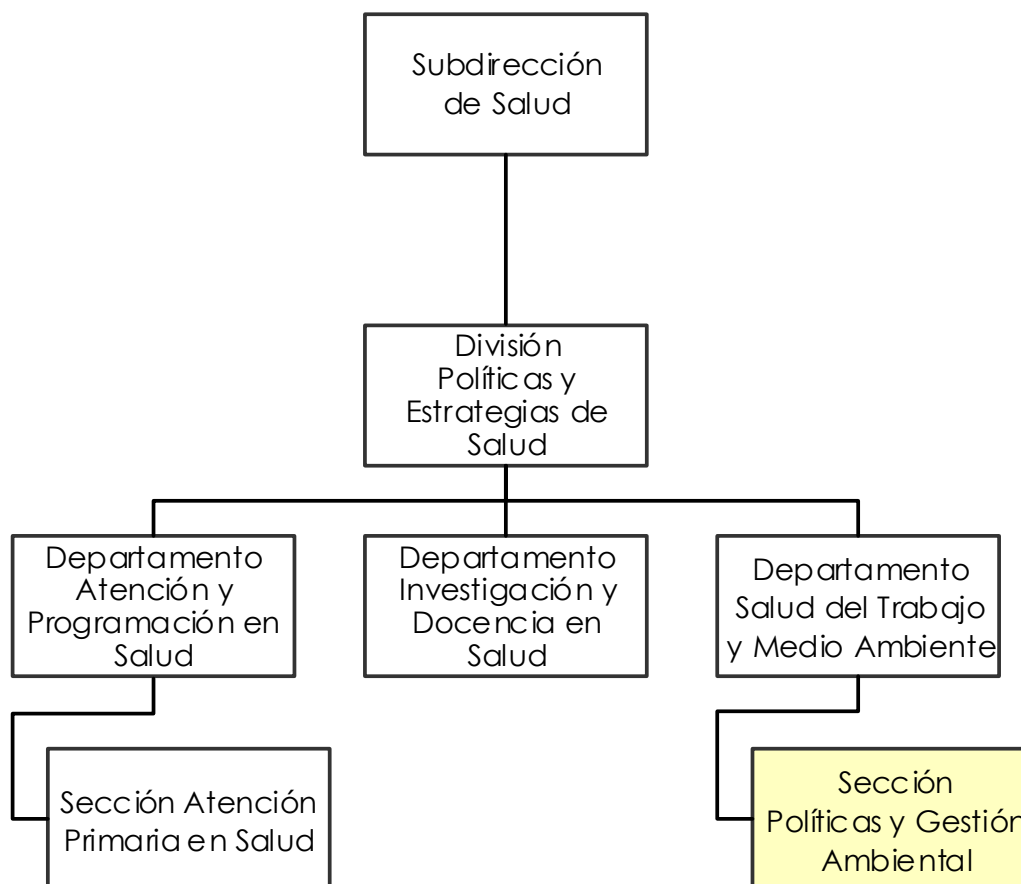 Subdirección
de Salud
División
Políticas y
Estrategias de
Salud
Departamento
Atención y
Programación en
Salud
Departamento
Investigación y
Docencia en
Salud
Departamento
Salud del Trabajo
y Medio Ambiente
Sección Atención
Primaria en Salud
Sección
Políticas y Gestión
Ambiental